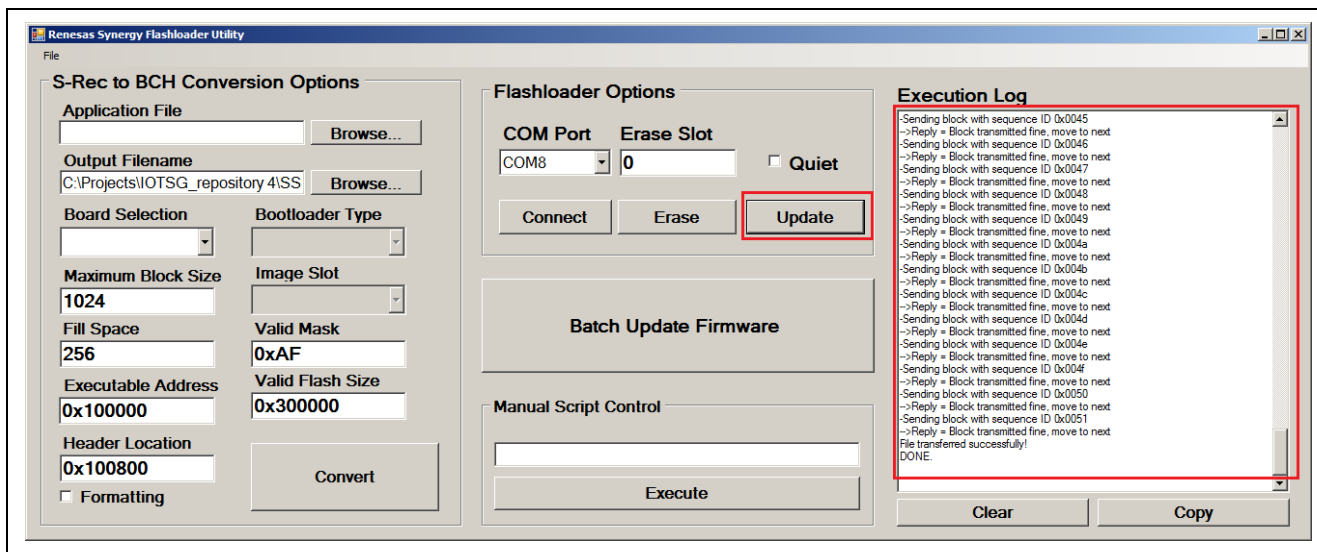 Renesas Synergy Flashloader Utility
File
S-Rec to BCH Conversion Options
Application File
Browse...
Output Filename
C:\Projects\IOTSG_repository 4\SS
Browse...
Board Selection
Bootloader Type
Maximum Block Size
Image Slot
1024
Fill Space
Valid Mask
256
0xAF
Executable Address
Valid Flash Size
0x100000
0x300000
Header Location
0x100800
Formatting
Convert
Flashloader Options
COM Port
Erase Slot
COM8
0
Quiet
Connect
Erase
Update
Batch Update Firmware
Manual Script Control
Execute
Execution Log
-Sending block with sequence ID 0x0045
-->Reply = Block transmitted fine, move to next
-Sending block with sequence ID 0x0046
-->Reply = Block transmitted fine, move to next
-Sending block with sequence ID 0x0047
-->Reply = Block transmitted fine, move to next
-Sending block with sequence ID 0x0048
-->Reply = Block transmitted fine, move to next
-Sending block with sequence ID 0x0049
-->Reply = Block transmitted fine, move to next
-Sending block with sequence ID 0x004a
-->Reply = Block transmitted fine, move to next
-Sending block with sequence ID 0x004b
-->Reply = Block transmitted fine, move to next
-Sending block with sequence ID 0x004c
-->Reply = Block transmitted fine, move to next
-Sending block with sequence ID 0x004d
-->Reply = Block transmitted fine, move to next
-Sending block with sequence ID 0x004e
-->Reply = Block transmitted fine, move to next
-Sending block with sequence ID 0x004f
-->Reply = Block transmitted fine, move to next
-Sending block with sequence ID 0x0050
-->Reply = Block transmitted fine, move to next
-Sending block with sequence ID 0x0051
-->Reply = Block transmitted fine, move to next
File transferred successfully!
DONE.
Clear
Copy